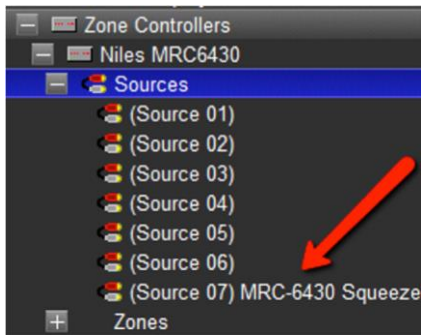 Zone Controllers
Niles MRC6430
Sources
(Source 01)
(Source 02)
(Source 03)
(Source 04)
(Source 05)
(Source 06)
(Source 07) MRC-6430 Squeeze
Zones